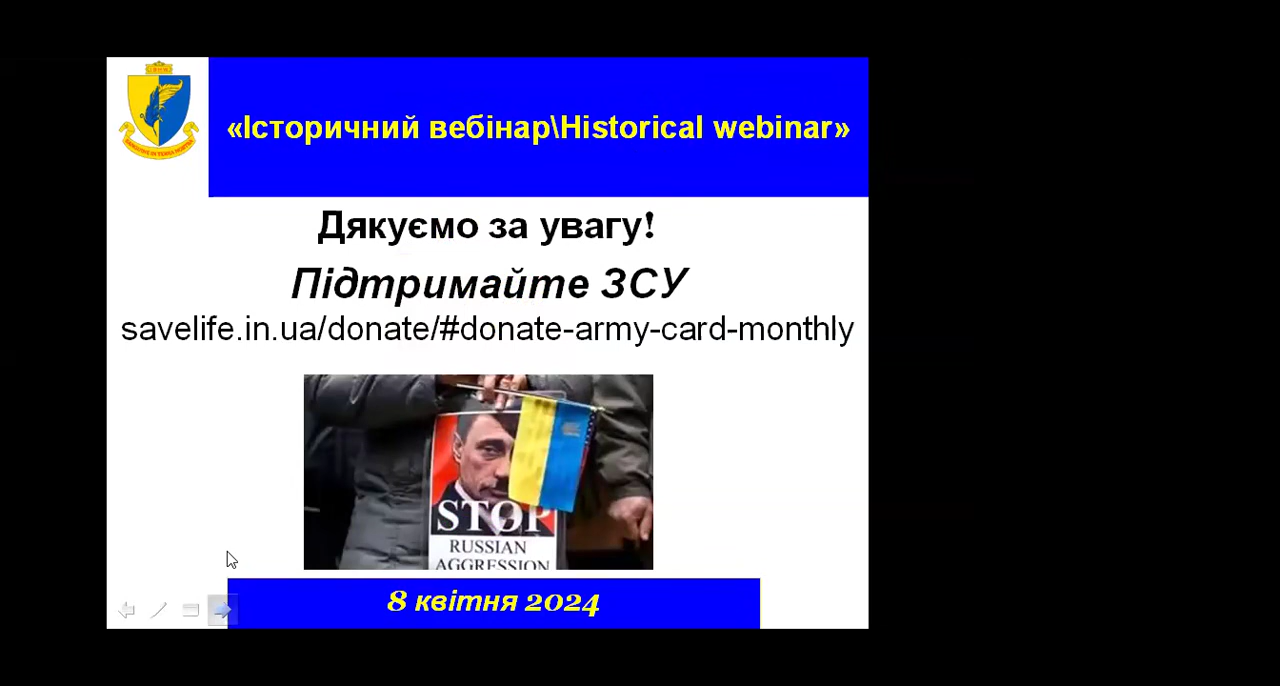 «Історичний вебінар\Historical webinar»
Дякуємо за увагу!
Підтримайте ЗСУ
savelife.in.ua/donate/#donate-army-card-monthly
STOP
RUSSIAN
AGGRESSION
8 квітня 2024